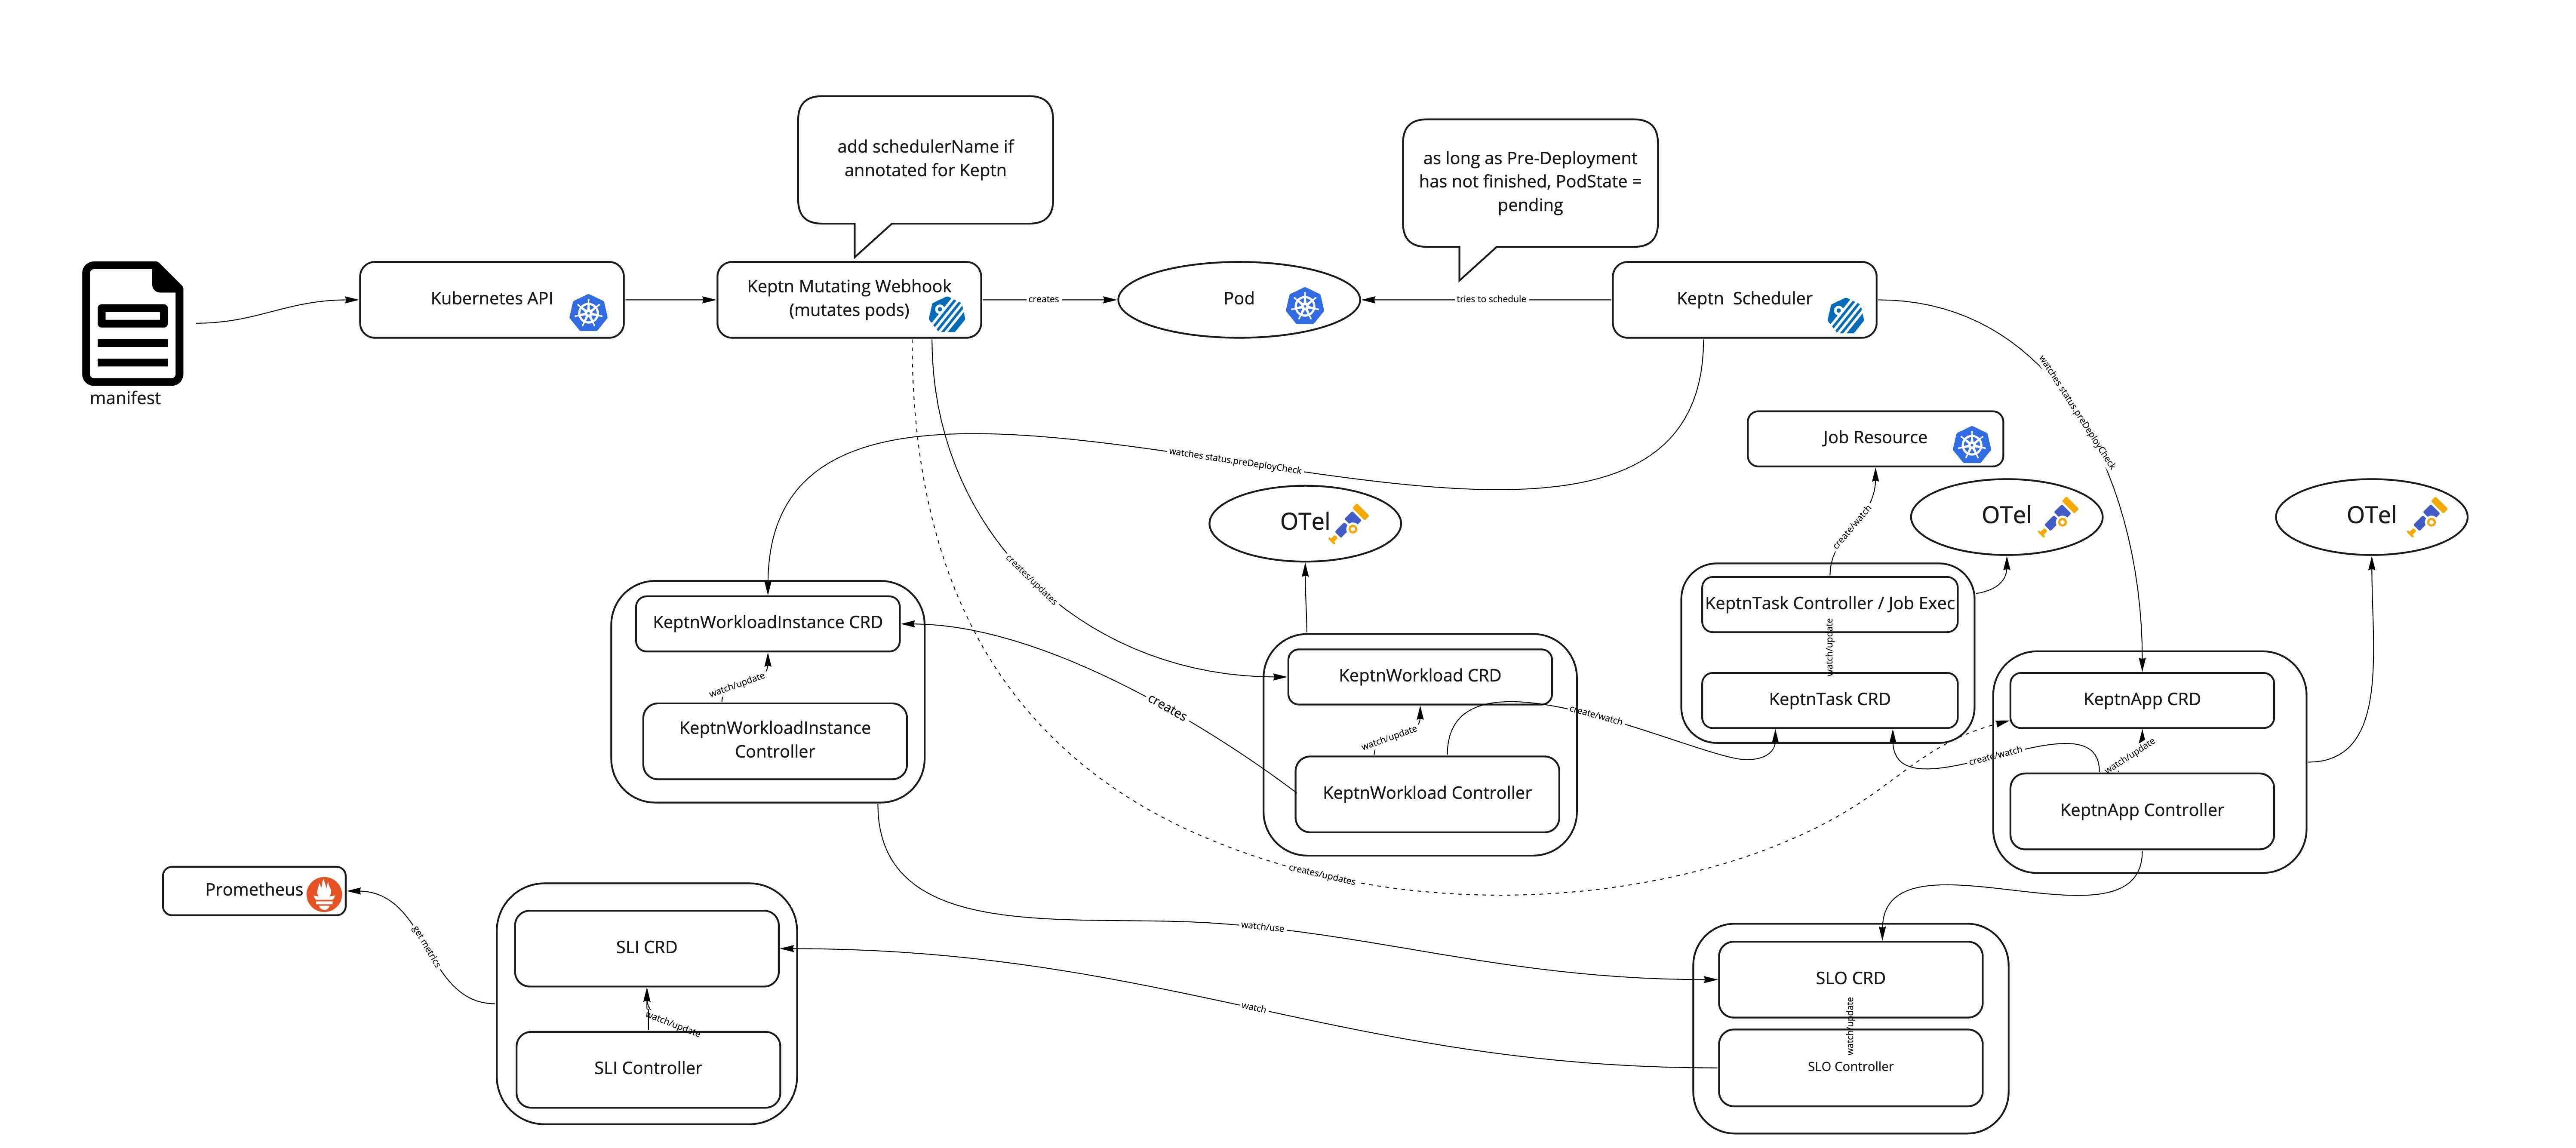 add schedulerName if
annotated for Keptn
as long as Pre-Deployment
has not finished, PodState =
pending
manifest
Kubernetes API
Keptn Mutating Webhook
(mutates pods)
creates
Pod
tries to schedule
Keptn Scheduler
watches status.preDeployCheck
watches status.preDeployCheck
Job Resource
create/watch
OTel
OTel
OTel
creates/updates
KeptnWorkloadInstance CRD
watch/update
KeptnWorkloadInstance
Controller
creates
KeptnWorkload CRD
watch/update
KeptnWorkload Controller
create/watch
KeptnTask Controller / Job Exec
watch/update
KeptnTask CRD
KeptnApp CRD
create/watch
watch/update
KeptnApp Controller
creates/updates
Prometheus
get metrics
SLI CRD
watch/update
SLI Controller
watch/use
watch
SLO CRD
watch/update
SLO Controller